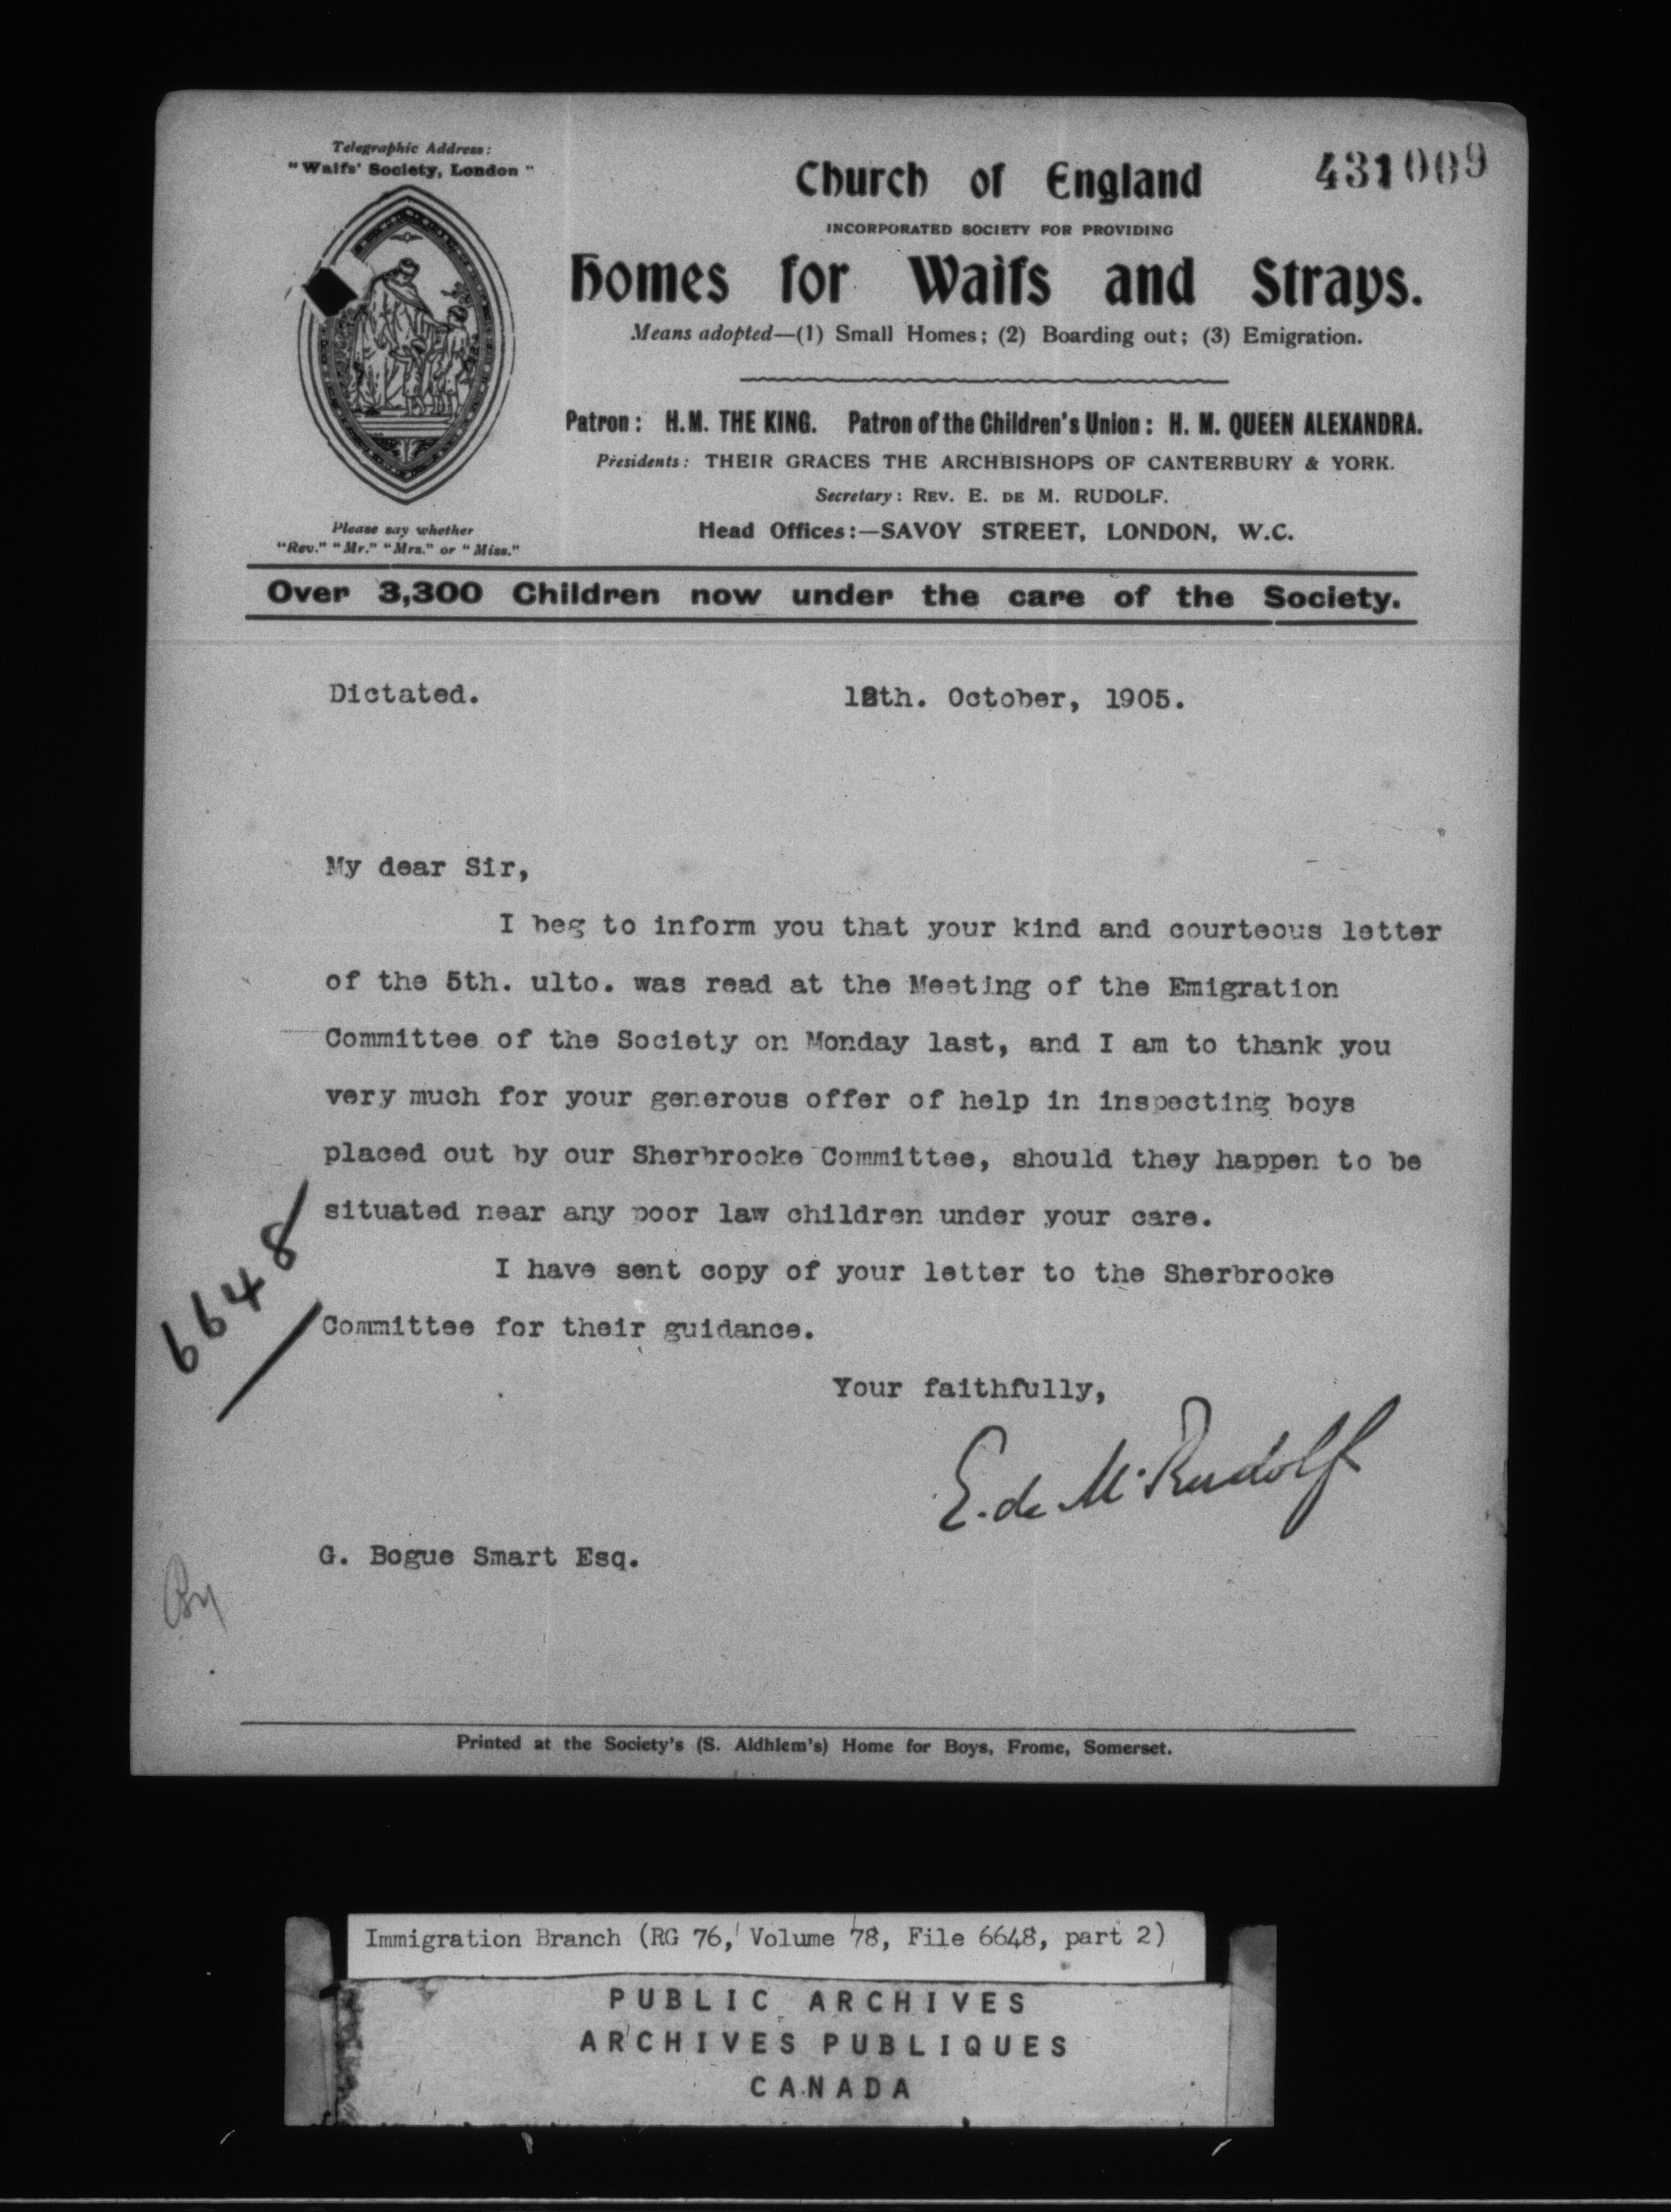 Telegraphic Address:
"Waifs' Society, London"
431009
Church of England
INCORPORATED SOCIETY FOR PROVIDING
Homes for Waifs and Strays.
Means adopted—(1) Small Homes; (2) Boarding out; (3) Emigration.
Patron: H.M. THE KING. Patron of the Children's Union: H. M. QUEEN ALEXANDRA.
Presidents: THEIR GRACES THE ARCHBISHOPS OF CANTERBURY & YORK.
Secretary: REV. E. DE M. RUDOLF.
Head Offices:—SAVOY STREET, LONDON, W.C.
Please say whether
"Rev." "Mr." "Mrs." or "Miss."
Over 3,300 Children now under the care of the Society.
Dictated.
October, 1905.
My dear Sir,
I beg to inform you that your kind and courteous letter
of the 5th. ulto. was read at the Meeting of the Emigration
Committee of the Society on Monday last, and I am to thank you
very much for your generous offer of help in inspecting boys
placed out by our Sherbrooke Committee, should they happen to be
situated near any poor law children under your care.
I have sent copy of your letter to the Sherbrooke
Committee for their guidance.
6648
Your faithfully,
E. de M. Rudolf
G. Bogue Smart Esq.
Printed at the Society's (S. Aldhlem's) Home for Boys, Frome, Somerset.
Immigration Branch (RG 76, Volume 78, File 6648, part 2)
PUBLIC ARCHIVES
ARCHIVES PUBLIQUES
CANADA